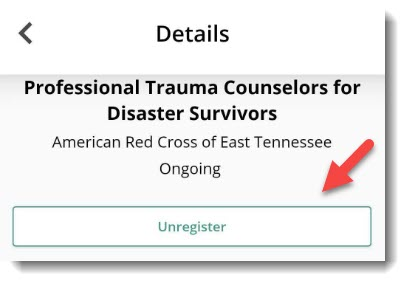 Details
Professional Trauma Counselors for
Disaster Survivors
American Red Cross of East Tennessee
Ongoing
Unregister